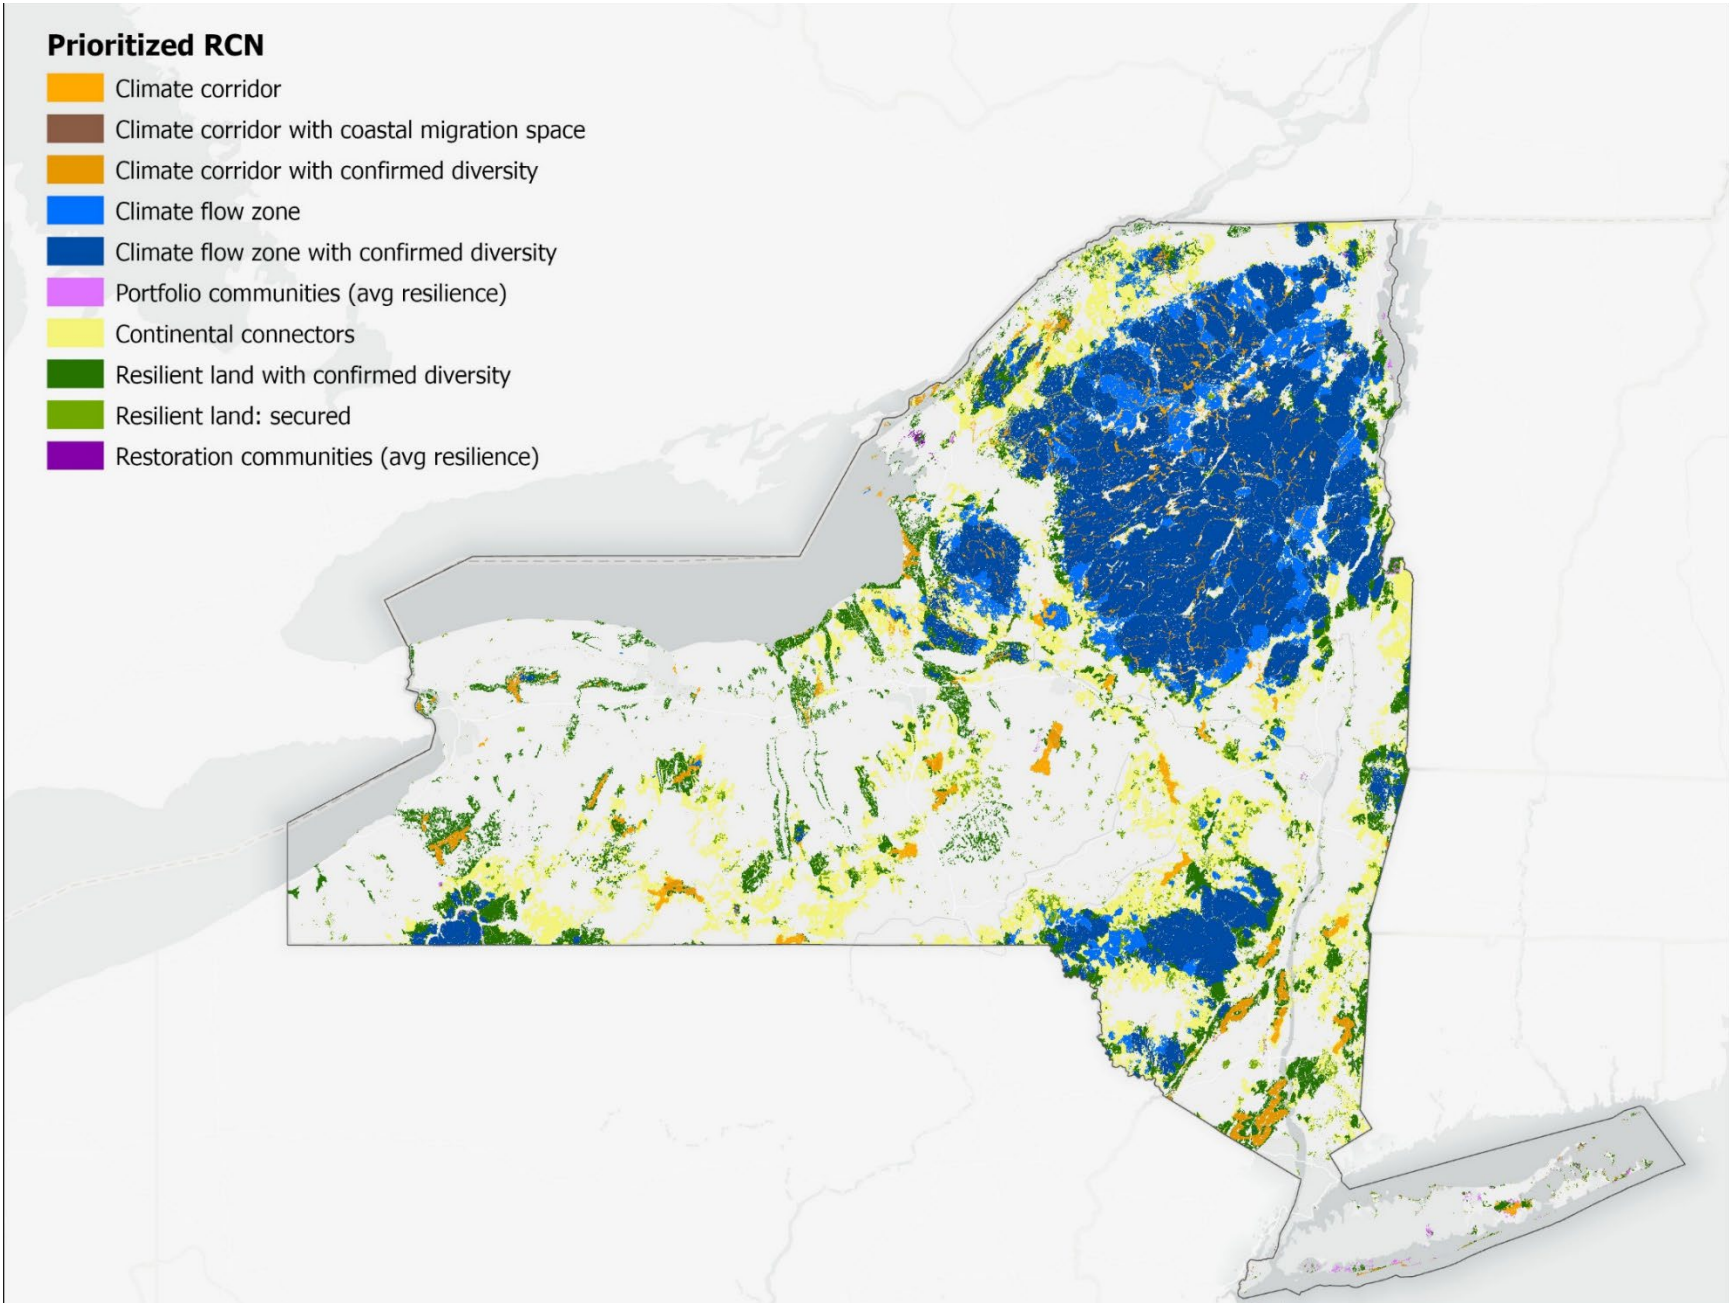 Prioritized RCN
Climate corridor
Climate corridor with coastal migration space
Climate corridor with confirmed diversity
Climate flow zone
Climate flow zone with confirmed diversity
Portfolio communities (avg resilience)
Continental connectors
Resilient land with confirmed diversity
Resilient land: secured
Restoration communities (avg resilience)